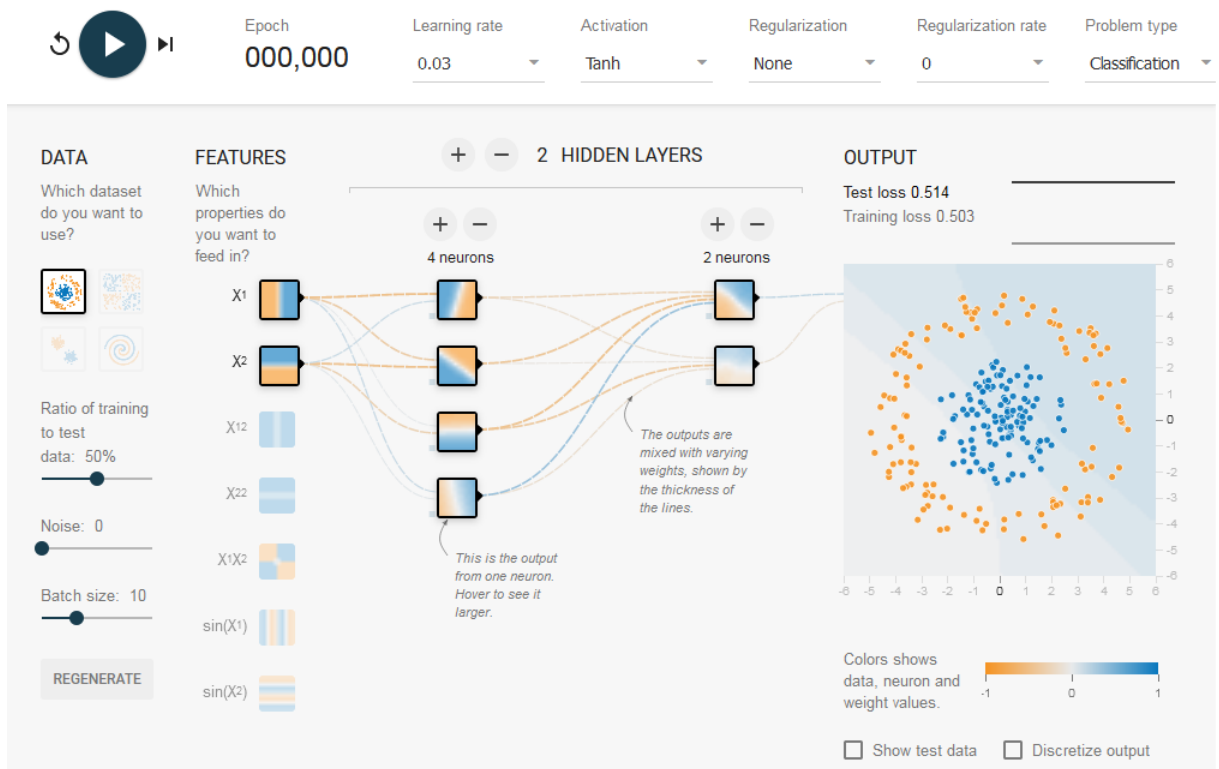 Epoch
000,000
Learning rate
0.03
Activation
Tanh
Regularization
None
Regularization rate
0
Problem type
Classification
DATA
Which dataset
do you want to
use?
Ratio of training
to test
data: 50%
Noise: 0
Batch size: 10
REGENERATE
FEATURES
Which
properties do
you want to
feed in?
X1
X2
X12
X22
X1X2
sin(X1)
sin(X2)
+ − 2 HIDDEN LAYERS
+ −
4 neurons
+ −
2 neurons
The outputs are
mixed with varying
weights, shown by
the thickness of
the lines.
This is the output
from one neuron.
Hover to see it
larger.
OUTPUT
Test loss 0.514
Training loss 0.503
6
5
4
3
2
1
0
-1
-2
-3
-4
-5
-6
-6 -5 -4 -3 -2 -1 0 1 2 3 4 5 6
Colors shows
data, neuron and
weight values.
-1 0 1
Show test data
Discretize output